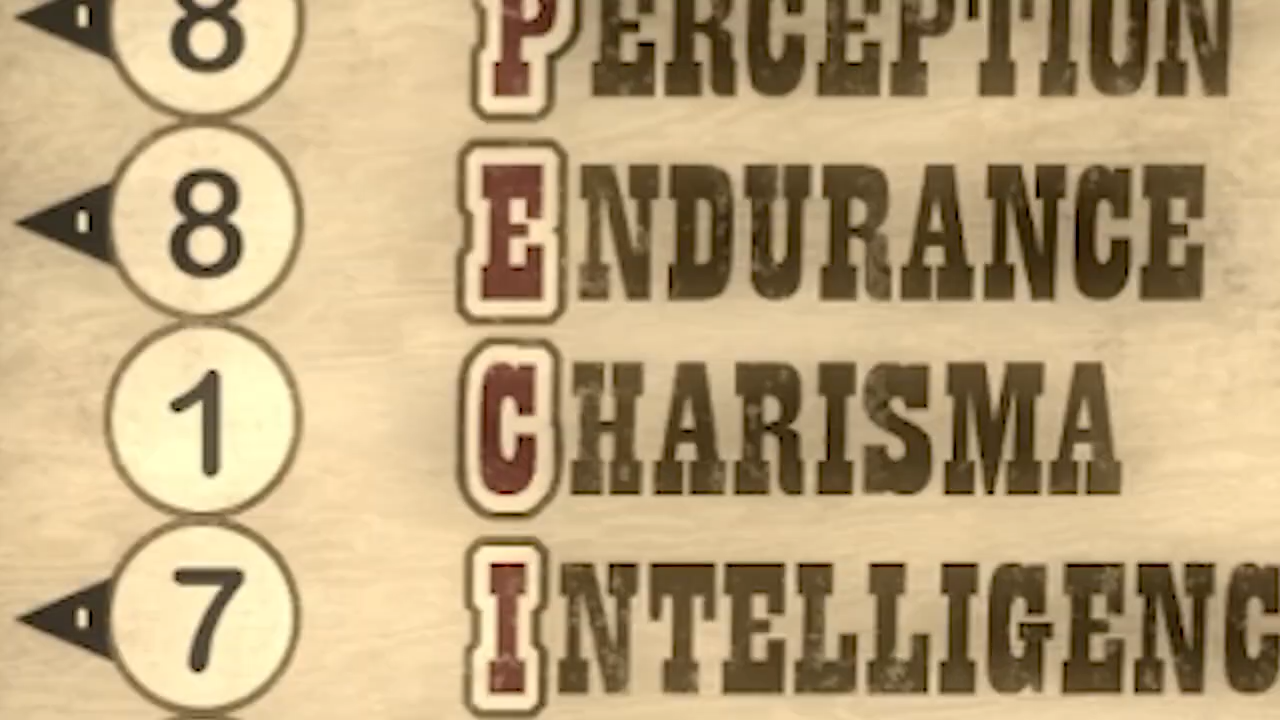 8 PERCEPTION
8 ENDURANCE
1 CHARISMA
7 INTELLIGENC